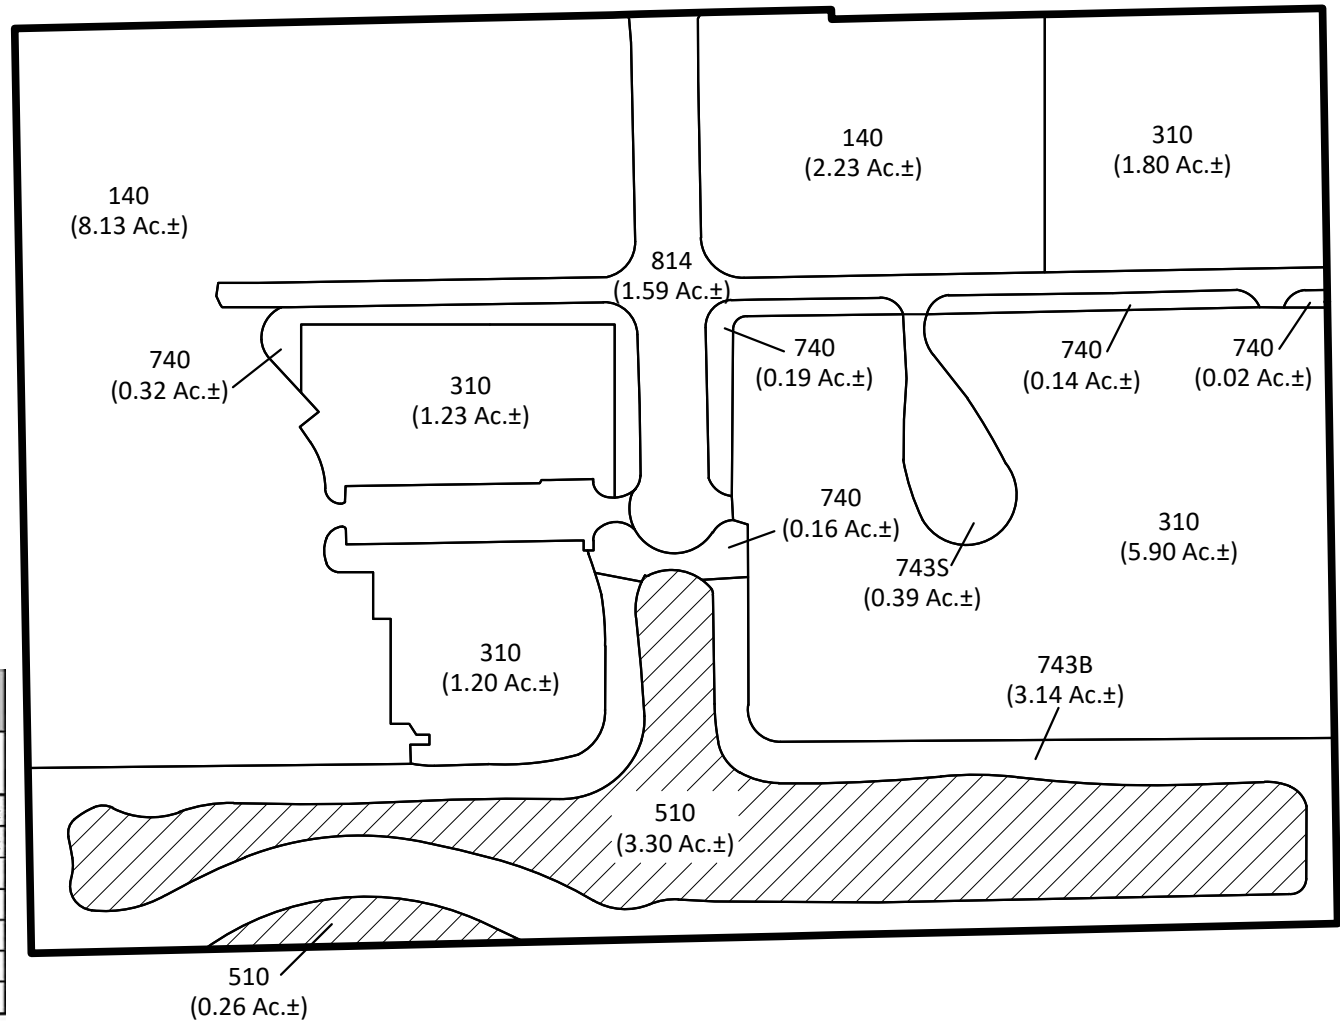 140
(2.23 Ac.±)
310
(1.80 Ac.±)
140
(8.13 Ac.±)
814
(1.59 Ac.±)
740
(0.32 Ac.±)
310
(1.23 Ac.±)
740
(0.19 Ac.±)
740
(0.14 Ac.±)
740
(0.02 Ac.±)
740
(0.16 Ac.±)
743S
(0.39 Ac.±)
310
(5.90 Ac.±)
310
(1.20 Ac.±)
743B
(3.14 Ac.±)
510
(3.30 Ac.±)
510
(0.26 Ac.±)